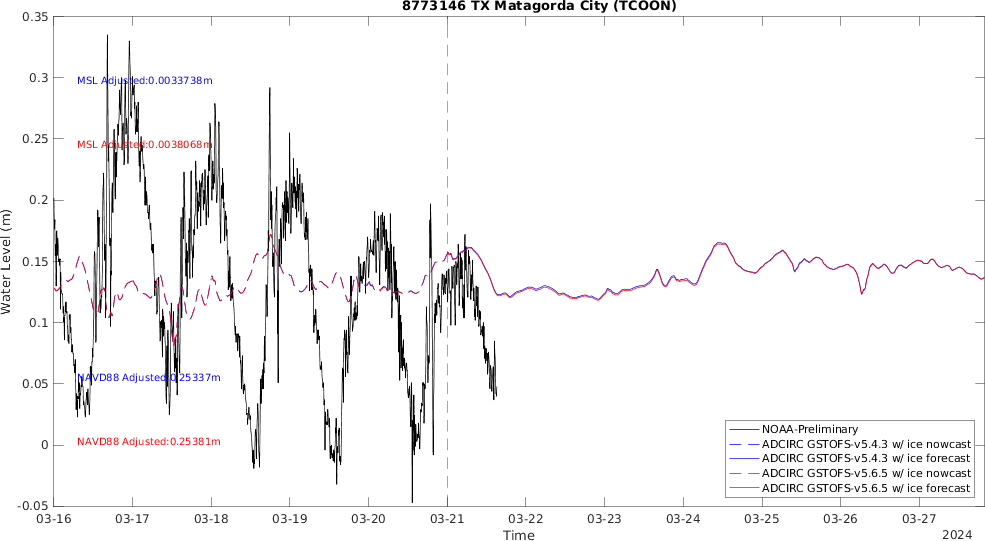 8773146 TX Matagorda City (TCOON)
0.35
0.3
0.25
0.2
0.15
0.1
0.05
0
-0.05
Water Level (m)
MSL Adjusted:0.0033738m
MSL Adjusted:0.0038068m
NAVD88 Adjusted:0.25337m
NAVD88 Adjusted:0.25381m
NOAA-Preliminary
ADCIRC GSTOFS-v5.4.3 w/ ice nowcast
ADCIRC GSTOFS-v5.4.3 w/ ice forecast
ADCIRC GSTOFS-v5.6.5 w/ ice nowcast
ADCIRC GSTOFS-v5.6.5 w/ ice forecast
03-16 03-17 03-18 03-19 03-20 03-21 03-22 03-23 03-24 03-25 03-26 03-27
Time
2024